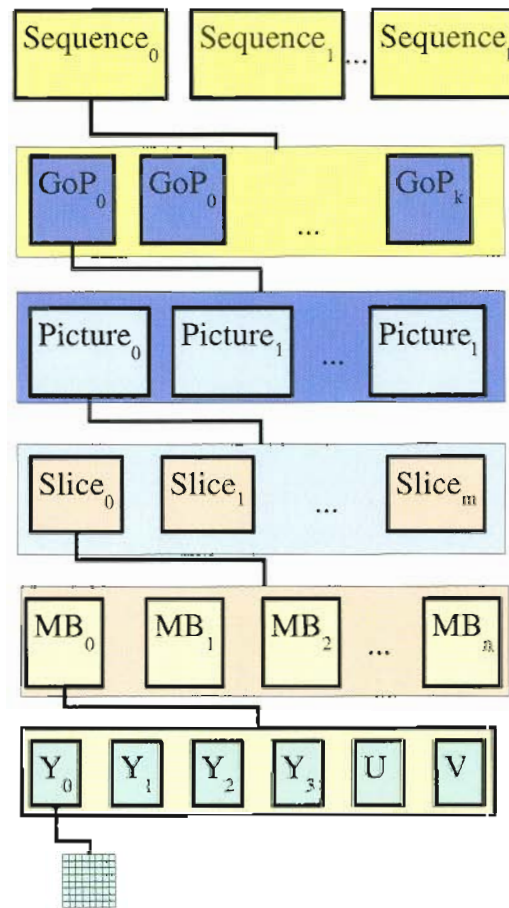 Sequence₀ Sequence₁ ... Sequence
GoP₀ GoP₀ ... GoPₖ
Picture₀ Picture₁ ... Picture₁
Slice₀ Slice₁ ... Sliceₘ
MB₀ MB₁ MB₂ ... MBₙ
Y₀ Y₁ Y₂ Y₃ U V